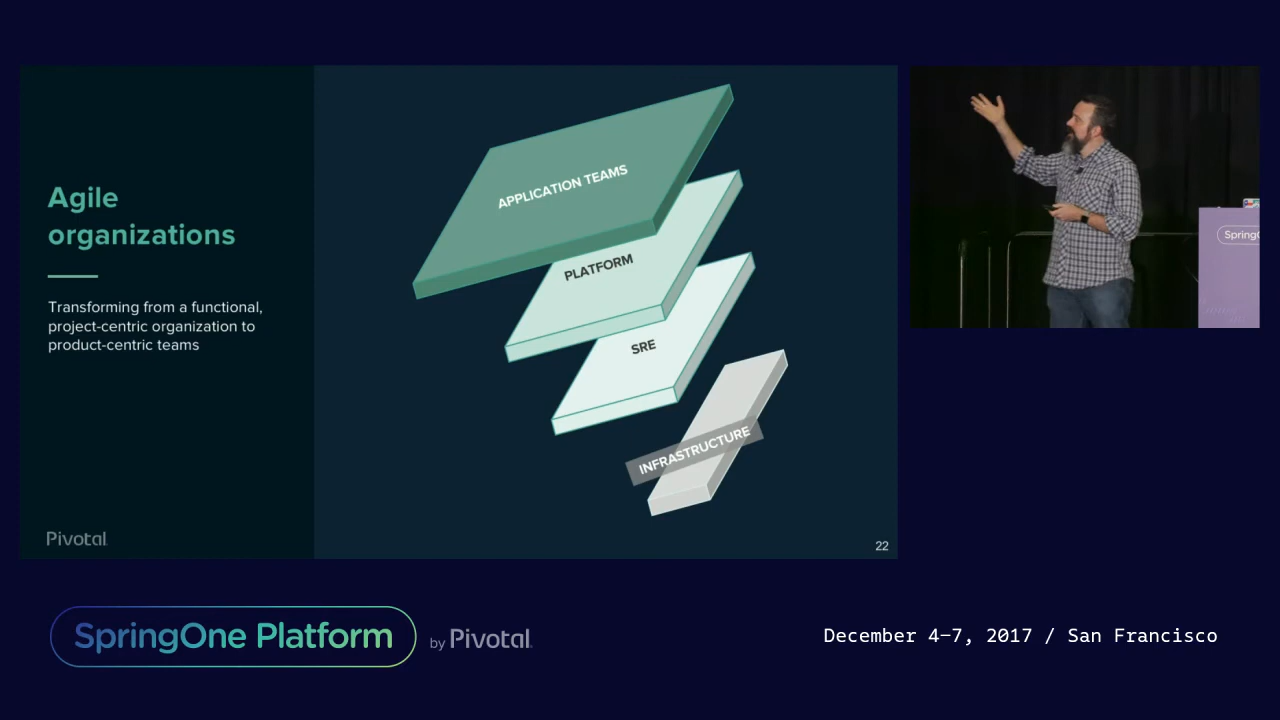 Agile
organizations
Transforming from a functional,
project-centric organization to
product-centric teams
APPLICATION TEAMS
PLATFORM
SRE
INFRASTRUCTURE
Pivotal
22
SpringO
SpringOne Platform
by Pivotal.
December 4–7, 2017 / San Francisco